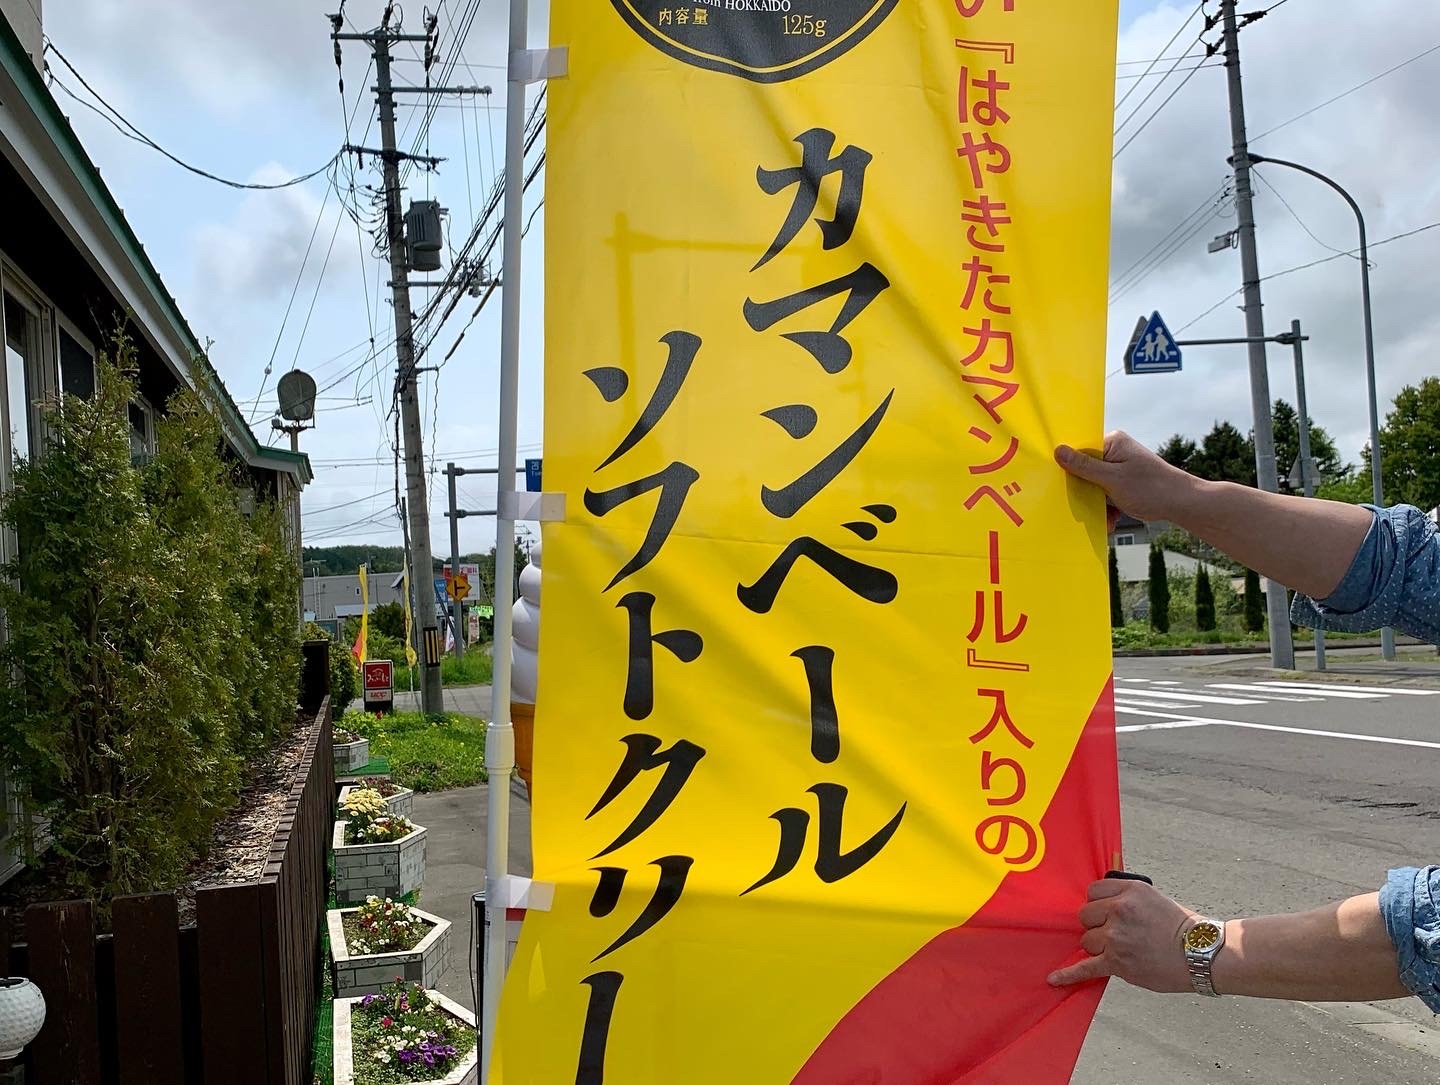 from HOKKAIDO
内容量 125g
『はやきたカマンベール』入りの
カマンベール
ソフトクリー